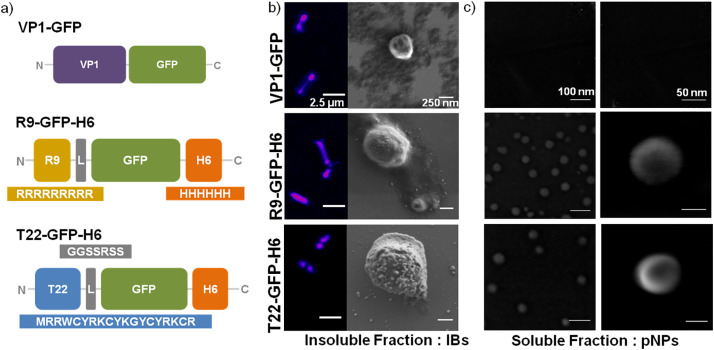 a)
VP1-GFP
N VP1 GFP C
R9-GFP-H6
N R9 L GFP H6 C
RRRRRRRRR HHHHHH
T22-GFP-H6
GGSSRSS
N T22 L GFP H6 C
MRRWCYRKCYKGYCYRKCR
b)
VP1-GFP
2.5 µm 250 nm
R9-GFP-H6
T22-GFP-H6
Insoluble Fraction : IBs
c)
100 nm 50 nm
Soluble Fraction : pNPs